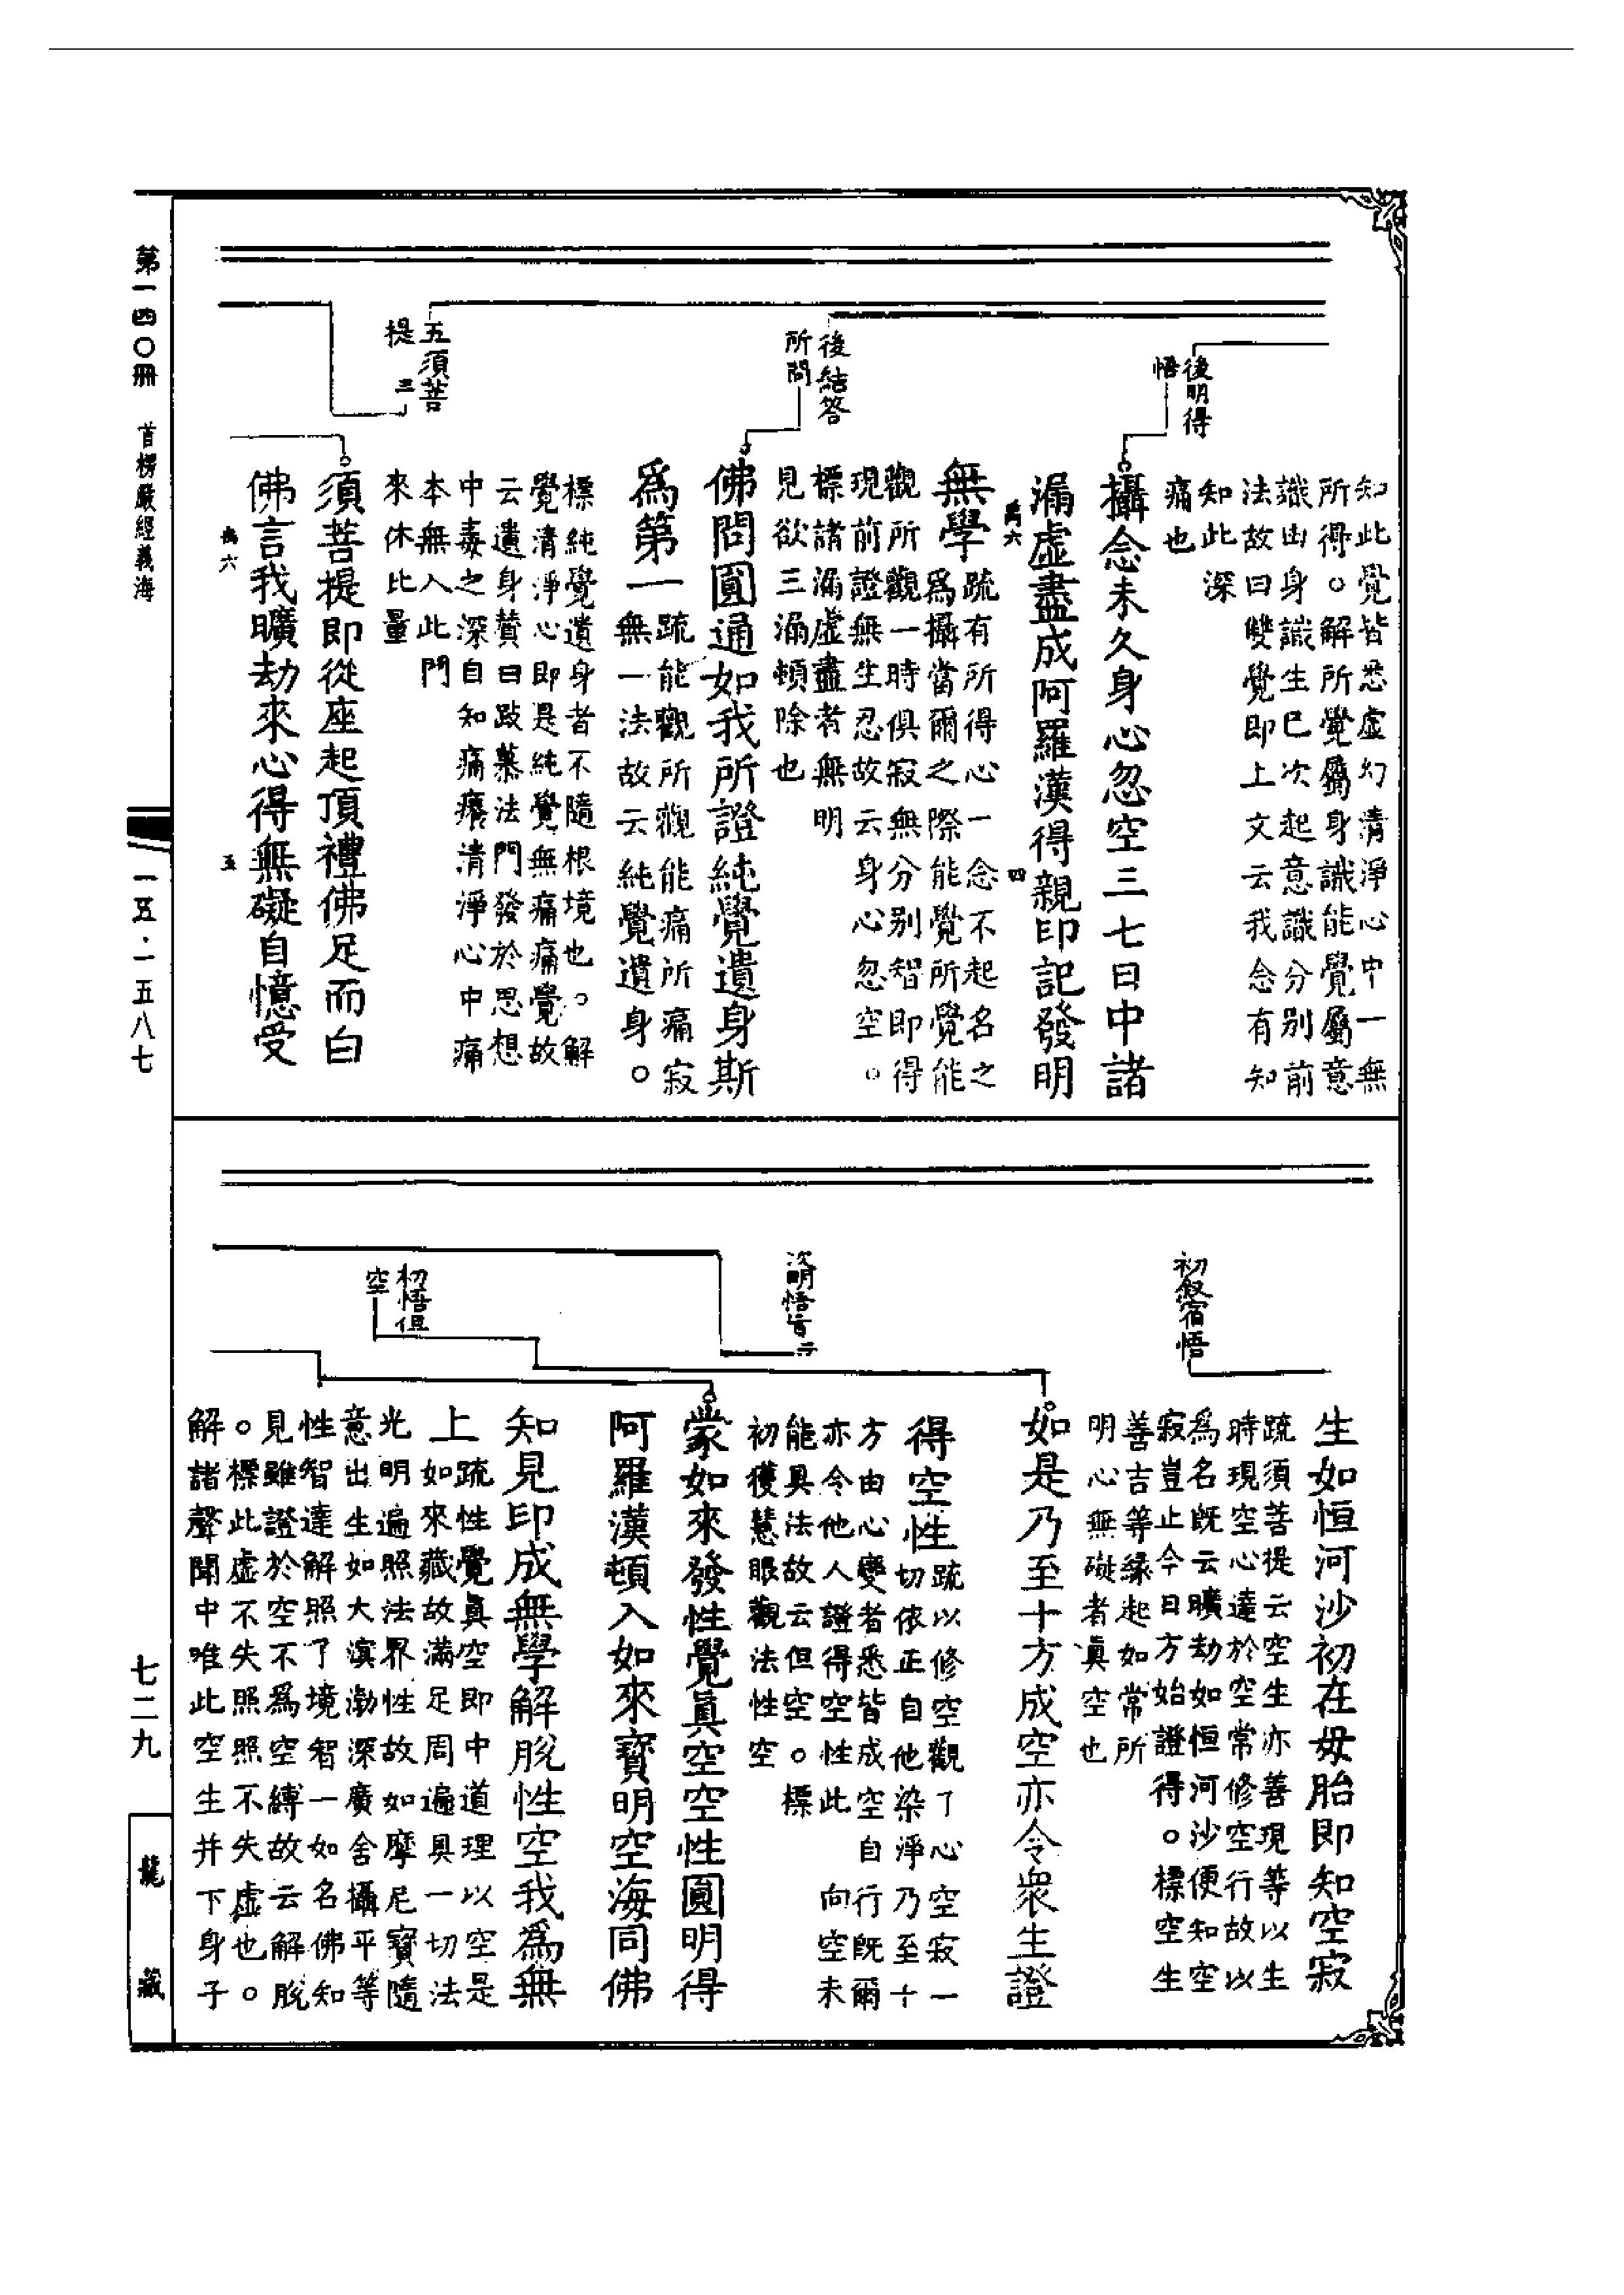 知此覺皆悉虛幻清淨心中一無
所得。解所覺屬身識能覺屬意
識由身識生已次起意識分別前
法故曰雙覺即上文云我念有知
知此深
痛也
後明得
悟
攝念未久身心忽空三七日中諸
漏虛盡成阿羅漢得親印記發明
禹六
四
無學
疏有所得心一念不起名之
爲攝當爾之際能覺所覺能
觀所觀一時俱寂無分別智即得
現前證無生忍故云身心忽空。
標諸漏虛盡者無明
見欲三漏頓除也
後結答
所問
佛問圓通如我所證純覺遺身斯
爲第一
疏能觀所觀能痛所痛寂
無一法故云純覺遺身。
標純覺遺身者不隨根境也。解
覺清淨心即是純覺無痛痛覺故
云遺身贊曰跂慕法門發於思想
中毒之深自知痛癢清淨心中痛
本無入此門
來休比量
五須菩
提 三
須菩提即從座起頂禮佛足而白
佛言我曠劫來心得無礙自憶受
禹六
五
初叙宿悟
生如恒河沙初在母胎即知空寂
疏須菩提云空生亦善現等以生
時現空心達於空常修空行故以
爲名旣云曠劫如恒河沙便知空
寂豈止今日方始證得。標空生
善吉等緣起如常所
明心無礙者眞空也
如是乃至十方成空亦令衆生證
得空性
疏以修空觀了心空寂一
切依正自他染淨乃至十
方由心變者悉皆成空自行旣爾
亦令他人證得空性此 向空未
能具法故云但空。標
初獲慧眼觀法性空
次明悟旨二
初悟但
空
蒙如來發性覺眞空空性圓明得
阿羅漢頓入如來寶明空海同佛
知見印成無學解脫性空我爲無
上
疏性覺眞空即中道理以空是
如來藏故滿足周遍具一切法
光明遍照法界性故如摩尼寶隨
意出生如大溟渤深廣含攝平等
性智達解照了境智一如名佛知
見雖證於空不爲空縛故云解脫
。標此虛不失照照不失虛也。
解諸聲聞中唯此空生并下身子
第一四〇冊
首楞嚴經義海
一五·一五八七
七二九
龍藏